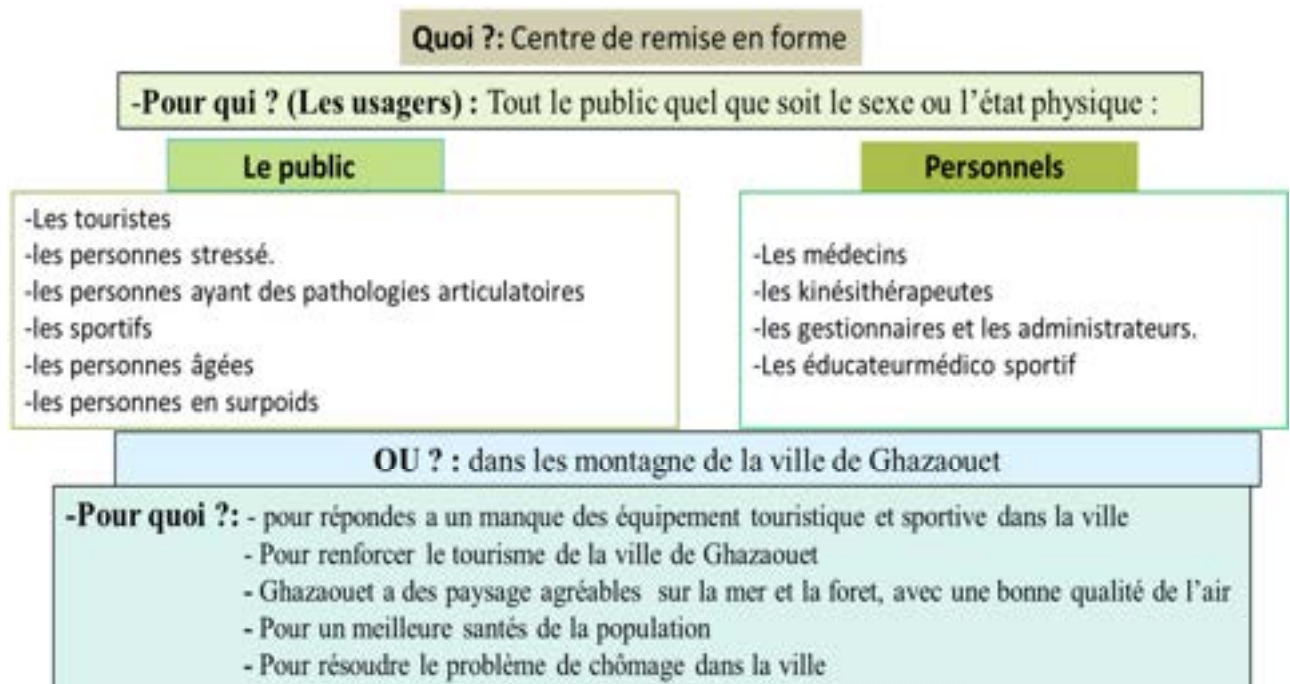 Quoi ?: Centre de remise en forme
-Pour qui ? (Les usagers) : Tout le public quel que soit le sexe ou l'état physique :
Le public
-Les touristes
-les personnes stressé.
-les personnes ayant des pathologies articulatoires
-les sportifs
-les personnes âgées
-les personnes en surpoids
Personnels
-Les médecins
-les kinésithérapeutes
-les gestionnaires et les administrateurs.
-Les éducateurmédico sportif
OU ? : dans les montagne de la ville de Ghazaouet
-Pour quoi ?: - pour répondes a un manque des équipement touristique et sportive dans la ville
- Pour renforcer le tourisme de la ville de Ghazaouet
- Ghazaouet a des paysage agréables sur la mer et la foret, avec une bonne qualité de l'air
- Pour un meilleure santés de la population
- Pour résoudre le problème de chômage dans la ville